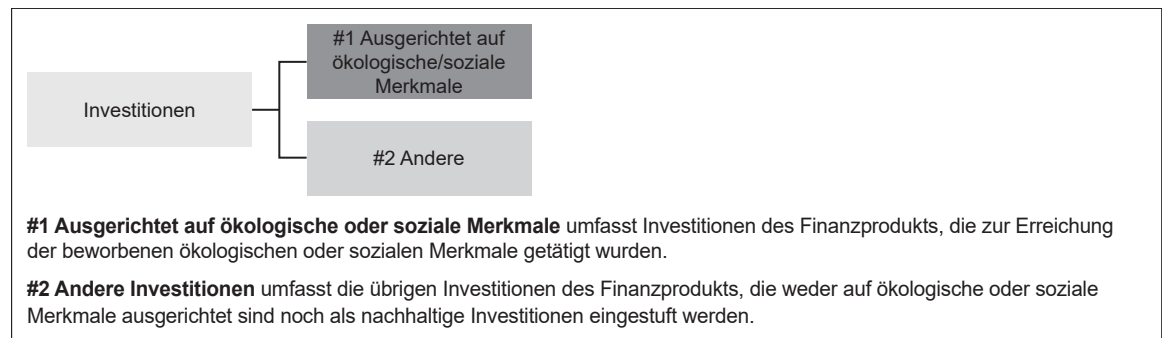 #1 Ausgerichtet auf
ökologische/soziale
Merkmale
Investitionen
#2 Andere
#1 Ausgerichtet auf ökologische oder soziale Merkmale umfasst Investitionen des Finanzprodukts, die zur Erreichung
der beworbenen ökologischen oder sozialen Merkmale getätigt wurden.
#2 Andere Investitionen umfasst die übrigen Investitionen des Finanzprodukts, die weder auf ökologische oder soziale
Merkmale ausgerichtet sind noch als nachhaltige Investitionen eingestuft werden.